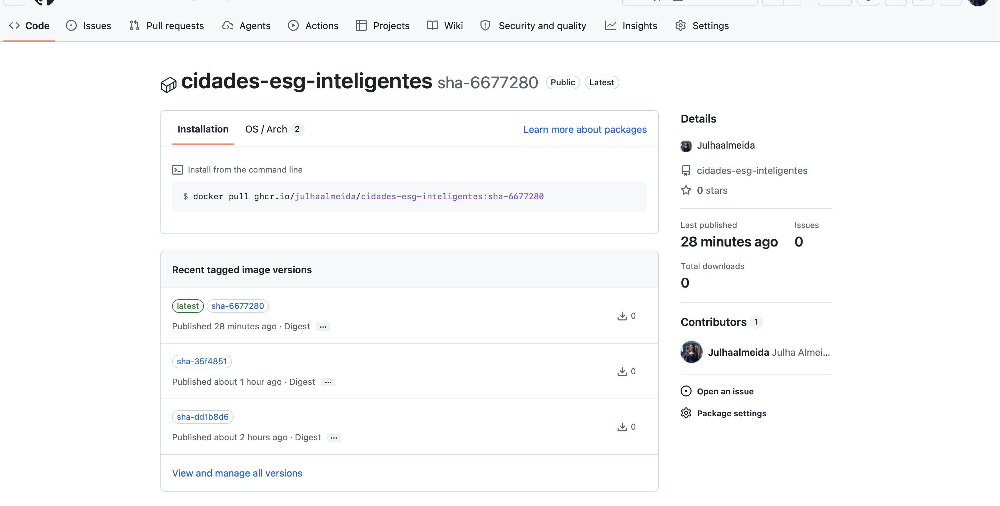 Code Issues Pull requests Agents Actions Projects Wiki Security and quality Insights Settings
cidades-esg-inteligentes sha-6677280 Public Latest
Installation OS / Arch 2 Learn more about packages
Install from the command line
$ docker pull ghcr.io/julhaalmeida/cidades-esg-inteligentes:sha-6677280
Recent tagged image versions
latest sha-6677280
0
Published 28 minutes ago · Digest ...
sha-35f4851
0
Published about 1 hour ago · Digest ...
sha-dd1b8d6
0
Published about 2 hours ago · Digest ...
View and manage all versions
Details
Julhaalmeida
cidades-esg-inteligentes
0 stars
Last published Issues
28 minutes ago 0
Total downloads
0
Contributors 1
Julhaalmeida Julha Almei...
Open an issue
Package settings